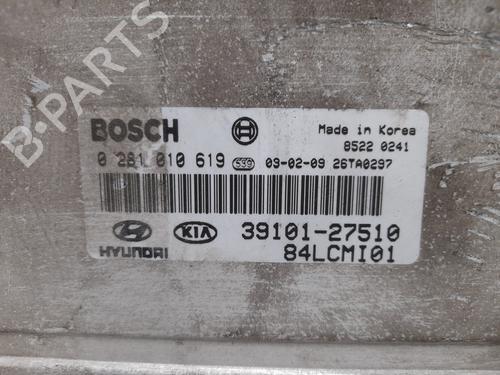 B-PARTS
BOSCH
Made in Korea
8522 0241
0 281 010 619 539 03-02-09 26TA0297
HYUNDAI KIA 39101-27510
84LCMI01